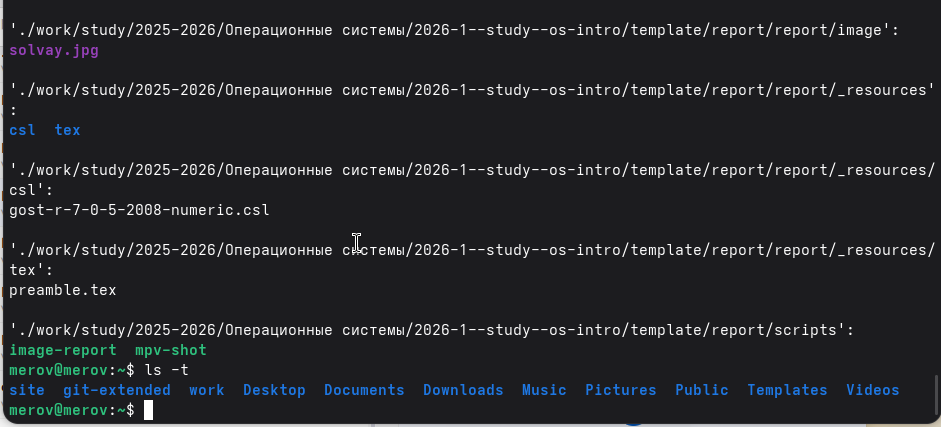 './work/study/2025-2026/Операционные системы/2026-1--study--os-intro/template/report/report/image':
solvay.jpg
'./work/study/2025-2026/Операционные системы/2026-1--study--os-intro/template/report/report/_resources'
:
csl  tex
'./work/study/2025-2026/Операционные системы/2026-1--study--os-intro/template/report/report/_resources/
csl':
gost-r-7-0-5-2008-numeric.csl
'./work/study/2025-2026/Операционные системы/2026-1--study--os-intro/template/report/report/_resources/
tex':
preamble.tex
'./work/study/2025-2026/Операционные системы/2026-1--study--os-intro/template/report/scripts':
image-report  mpv-shot
merov@merov:~$ ls -t
site  git-extended  work  Desktop  Documents  Downloads  Music  Pictures  Public  Templates  Videos
merov@merov:~$